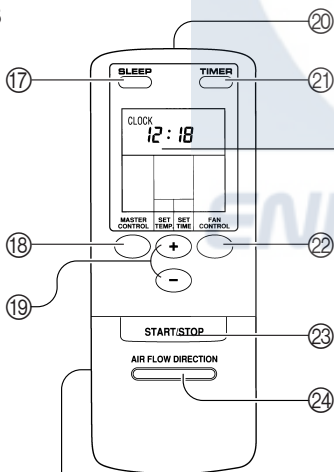 ⑳
SLEEP TIMER
⑰ ㉑
CLOCK
12:18
MASTER CONTROL SET TEMP. SET TIME FAN CONTROL
⑱ + ㉒
⑲ −
START/STOP ㉓
AIR FLOW DIRECTION
㉔